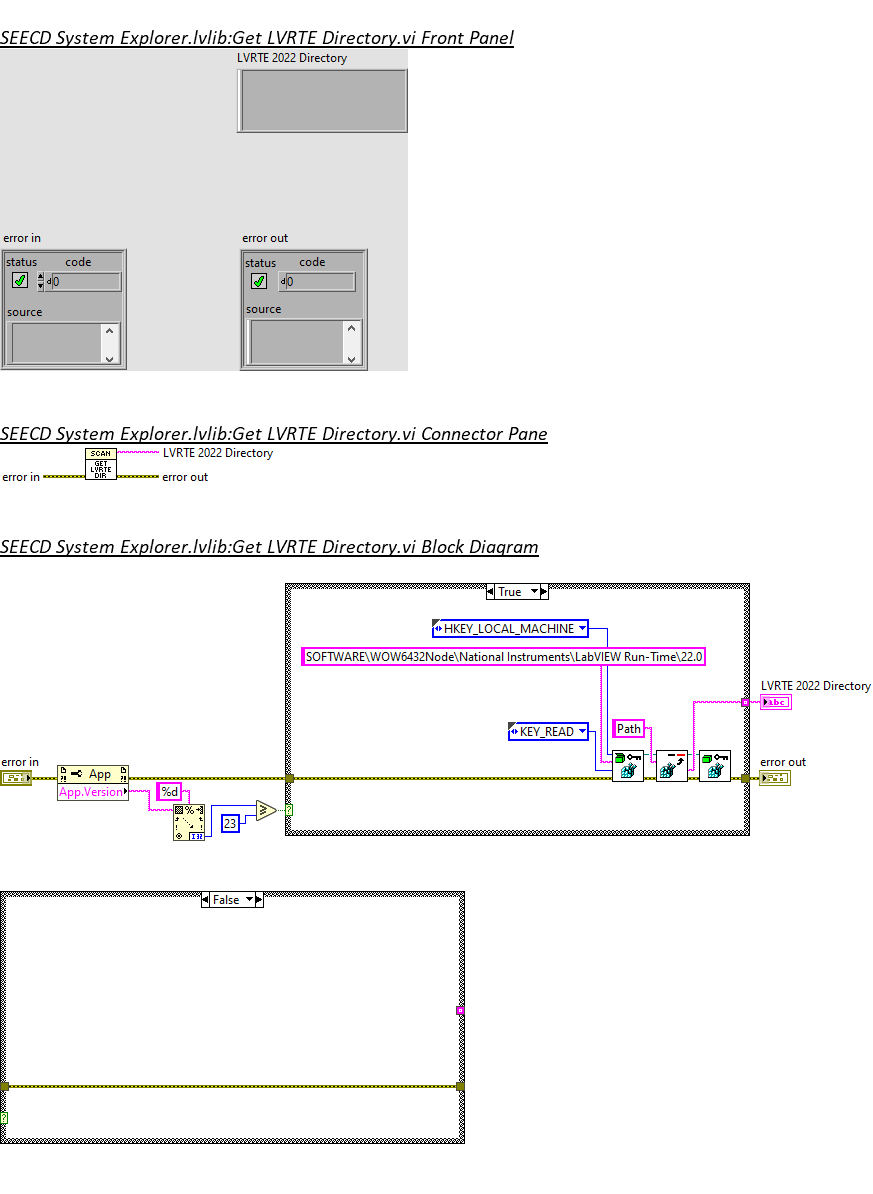 SEECD System Explorer.lvlib:Get LVRTE Directory.vi Front Panel
LVRTE 2022 Directory
error in
error out
status code
status code
d0
d0
source
source
SEECD System Explorer.lvlib:Get LVRTE Directory.vi Connector Pane
SCAN
GET
LVRTE
DIR
LVRTE 2022 Directory
error in
error out
SEECD System Explorer.lvlib:Get LVRTE Directory.vi Block Diagram
True
HKEY_LOCAL_MACHINE
SOFTWARE\WOW6432Node\National Instruments\LabVIEW Run-Time\22.0
LVRTE 2022 Directory
abc
KEY_READ
Path
error in
error out
App
App.Version
%d
%
?
23
False
?